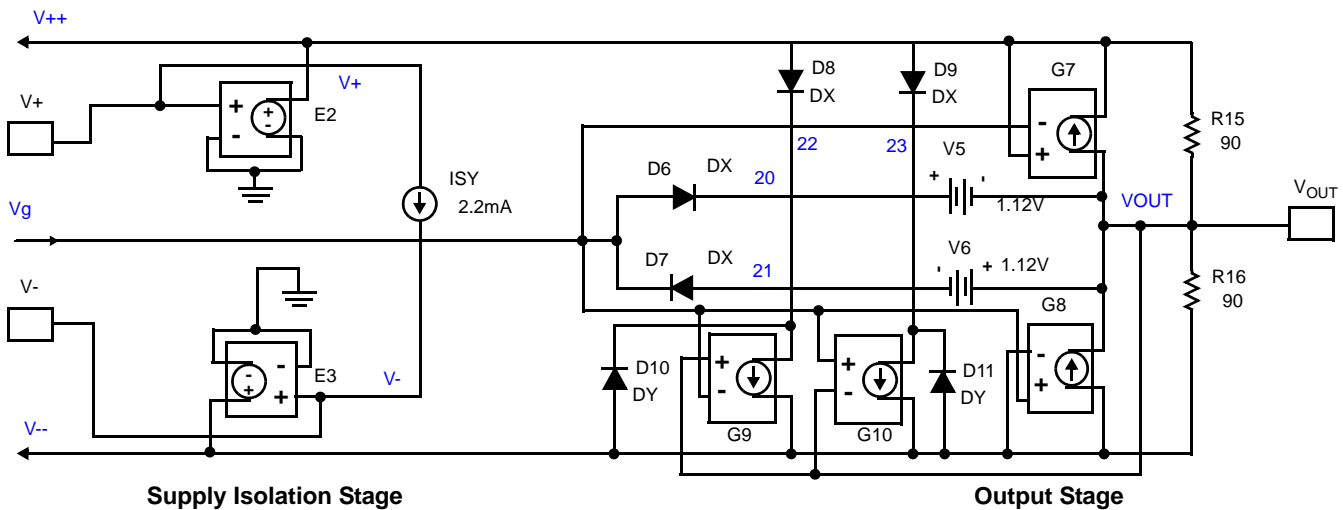 V++
V+
V+
+
-
+
-
E2
ISY
2.2mA
Vg
V-
-
+
-
+
E3
V-
V--
Supply Isolation Stage
D8
DX
D9
DX
G7
-
+
R15
90
22
23
V5
+
-
1.12V
D6
DX
20
VOUT
VOUT
D7
DX
21
V6
-
+ 1.12V
R16
90
G8
-
+
D10
DY
+
-
G9
+
-
G10
D11
DY
Output Stage